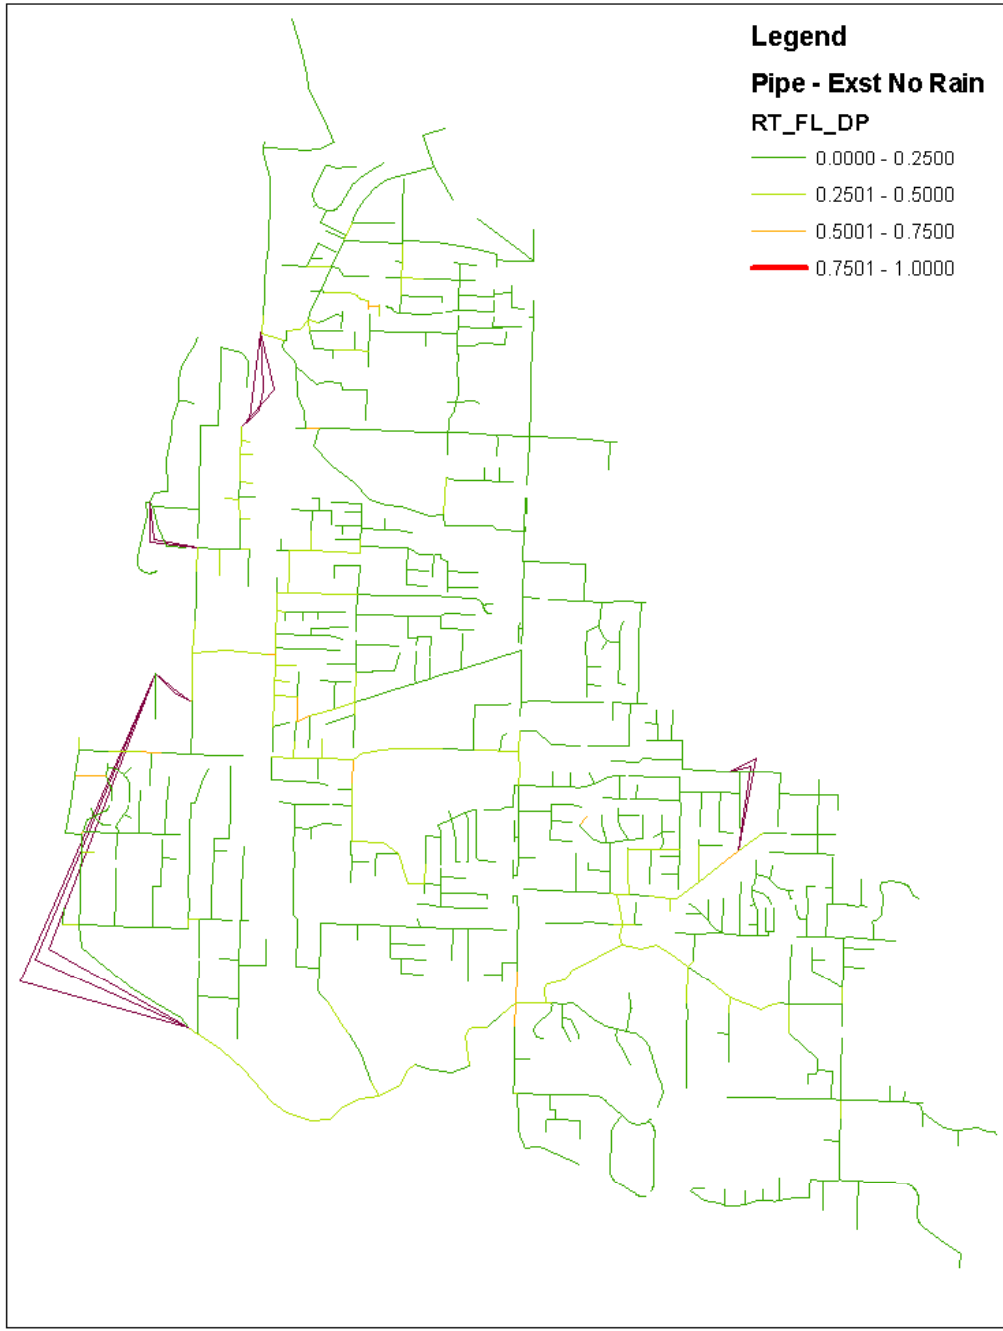 Legend
Pipe - Exst No Rain
RT_FL_DP
0.0000 - 0.2500
0.2501 - 0.5000
0.5001 - 0.7500
0.7501 - 1.0000